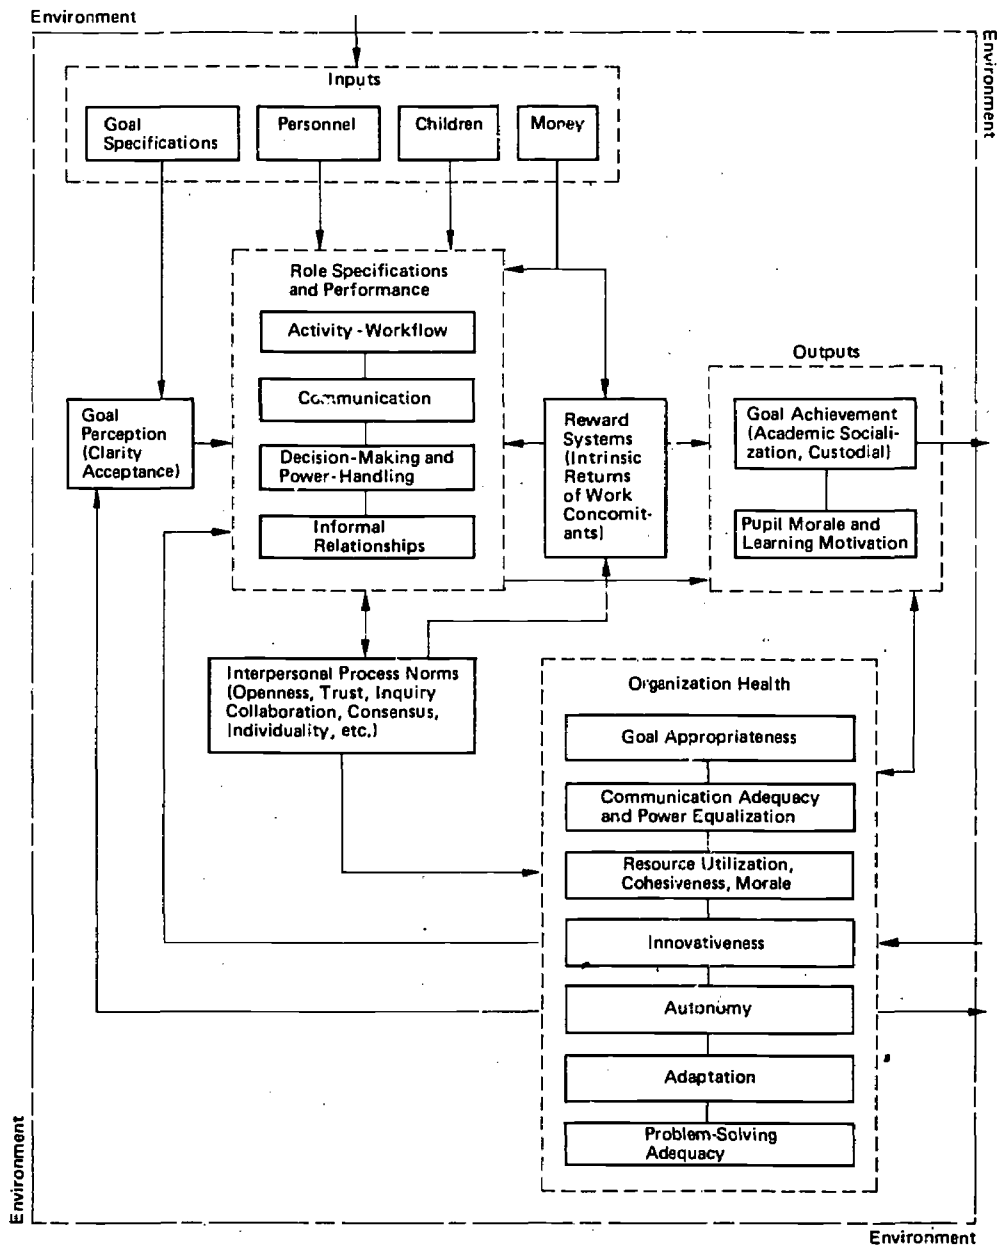 Environment
Environment
Inputs
Goal
Specifications
Personnel
Children
Money
Role Specifications
and Performance
Activity - Workflow
Communication
Decision-Making and
Power-Handling
Informal
Relationships
Goal
Perception
(Clarity
Acceptance)
Reward
Systems
(Intrinsic
Returns
of Work
Concomit-
ants)
Outputs
Goal Achievement
(Academic Sociali-
zation, Custodial)
Pupil Morale and
Learning Motivation
Interpersonal Process Norms
(Openness, Trust, Inquiry
Collaboration, Consensus,
Individuality, etc.)
Organization Health
Goal Appropriateness
Communication Adequacy
and Power Equalization
Resource Utilization,
Cohesiveness, Morale
Innovativeness
Autonomy
Adaptation
Problem-Solving
Adequacy
Environment
Environment